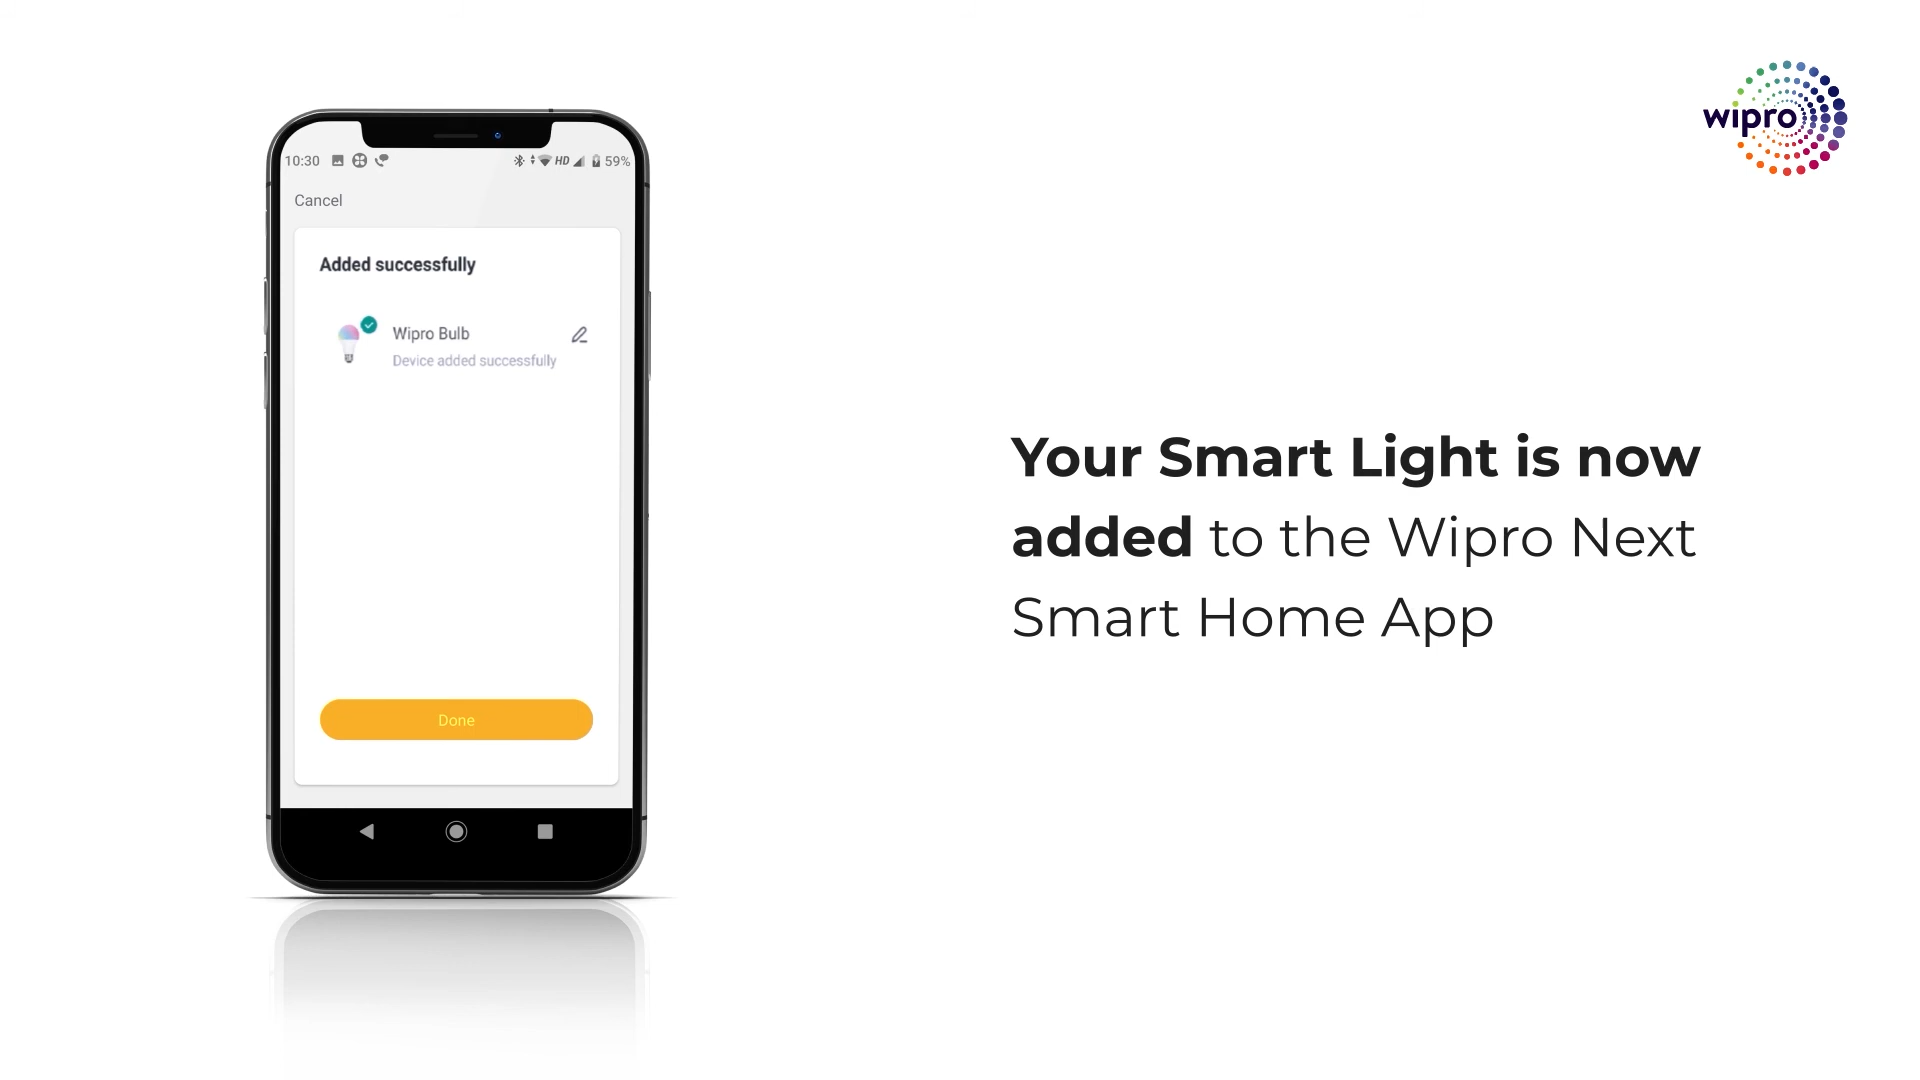 wipro
10:30 HD 59%
Cancel
Added successfully
Wipro Bulb
Device added successfully
Done
Your Smart Light is now
added to the Wipro Next
Smart Home App